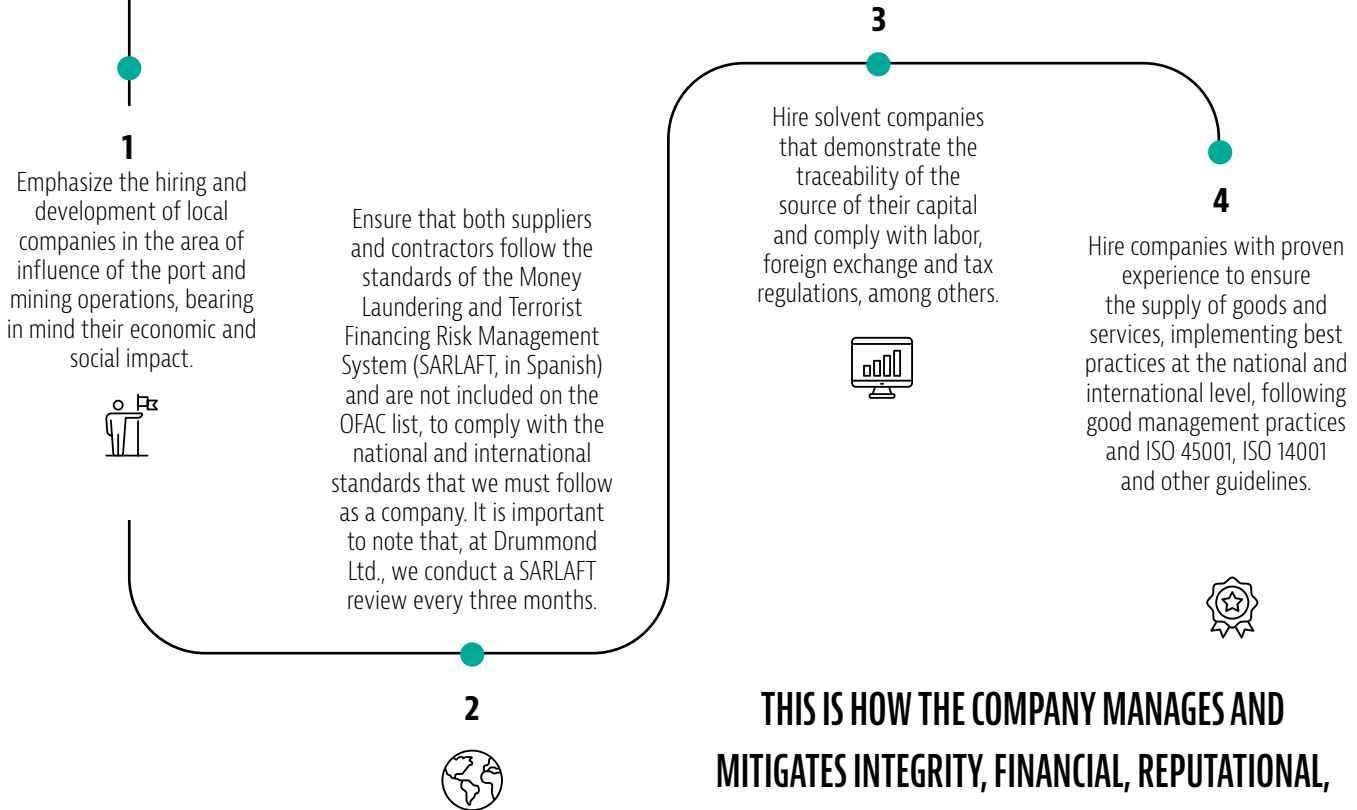 1
Emphasize the hiring and
development of local
companies in the area of
influence of the port and
mining operations, bearing
in mind their economic and
social impact.
Ensure that both suppliers
and contractors follow the
standards of the Money
Laundering and Terrorist
Financing Risk Management
System (SARLAFT, in Spanish)
and are not included on the
OFAC list, to comply with the
national and international
standards that we must follow
as a company. It is important
to note that, at Drummond
Ltd., we conduct a SARLAFT
review every three months.
2
3
Hire solvent companies
that demonstrate the
traceability of the
source of their capital
and comply with labor,
foreign exchange and tax
regulations, among others.
4
Hire companies with proven
experience to ensure
the supply of goods and
services, implementing best
practices at the national and
international level, following
good management practices
and ISO 45001, ISO 14001
and other guidelines.
THIS IS HOW THE COMPANY MANAGES AND
MITIGATES INTEGRITY, FINANCIAL, REPUTATIONAL,